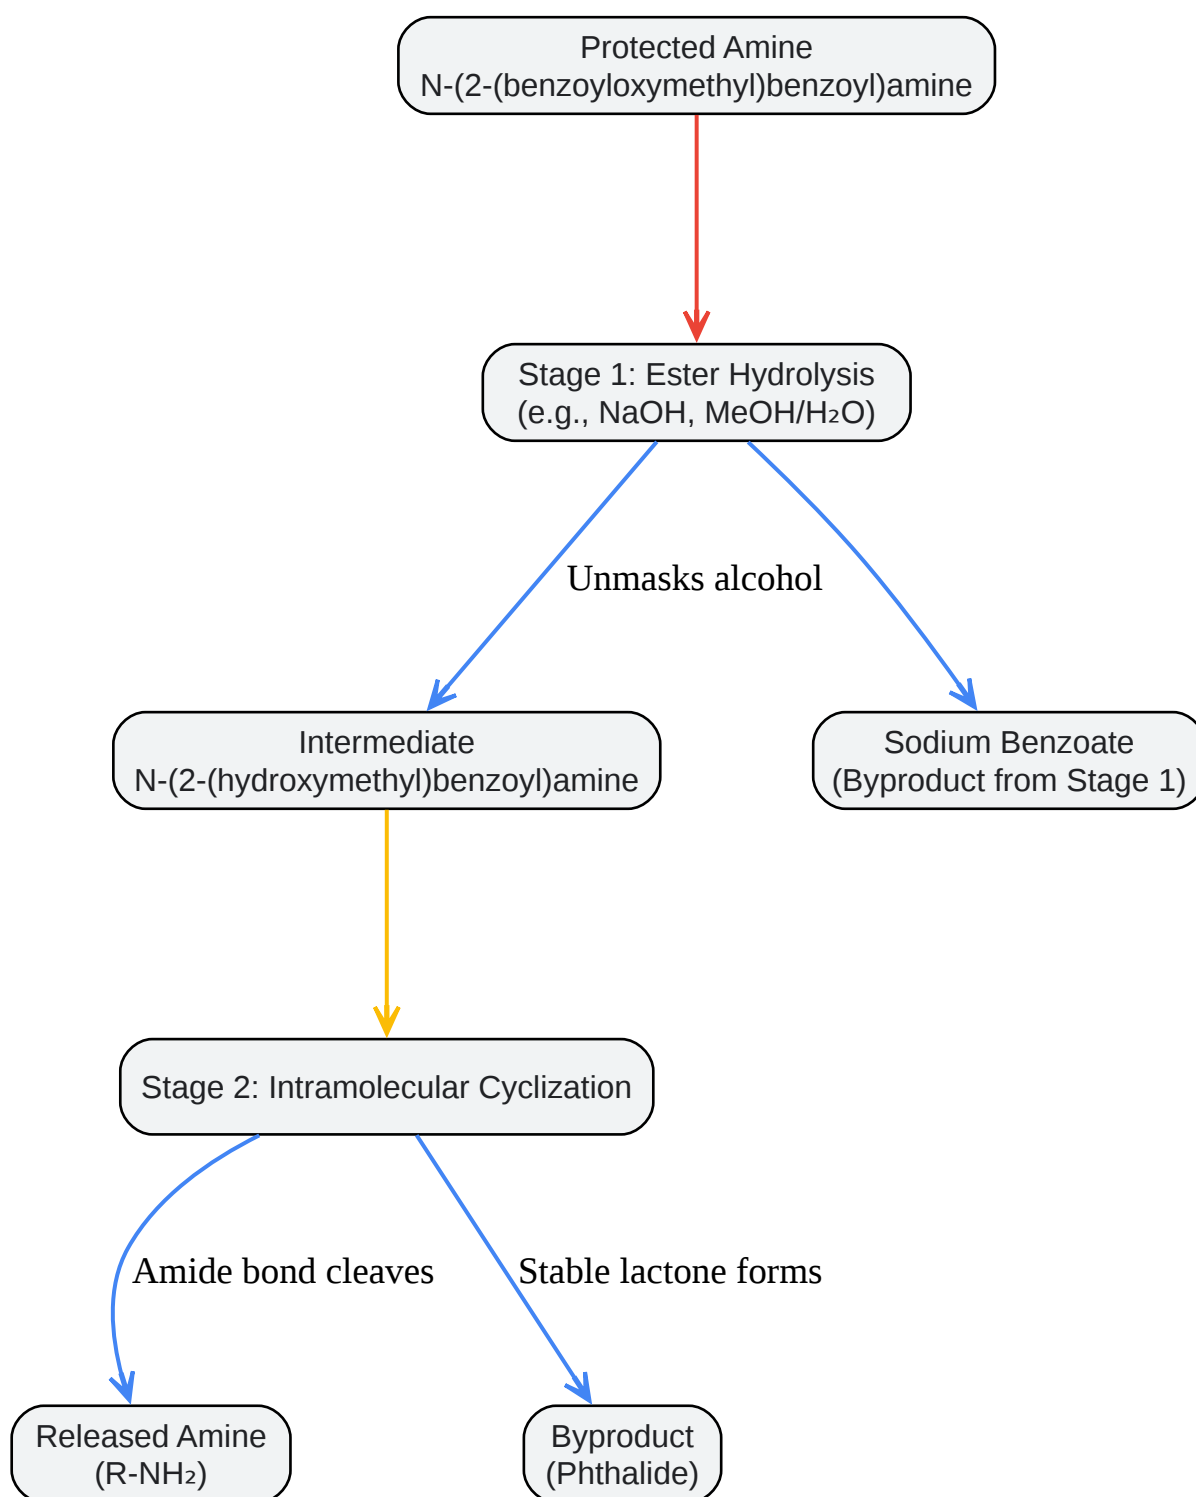 Protected Amine
N-(2-(benzoyloxymethyl)benzoyl)amine
Stage 1: Ester Hydrolysis
(e.g., NaOH, MeOH/H₂O)
Unmasks alcohol
Intermediate
N-(2-(hydroxymethyl)benzoyl)amine
Sodium Benzoate
(Byproduct from Stage 1)
Stage 2: Intramolecular Cyclization
Amide bond cleaves
Stable lactone forms
Released Amine
(R-NH₂)
Byproduct
(Phthalide)